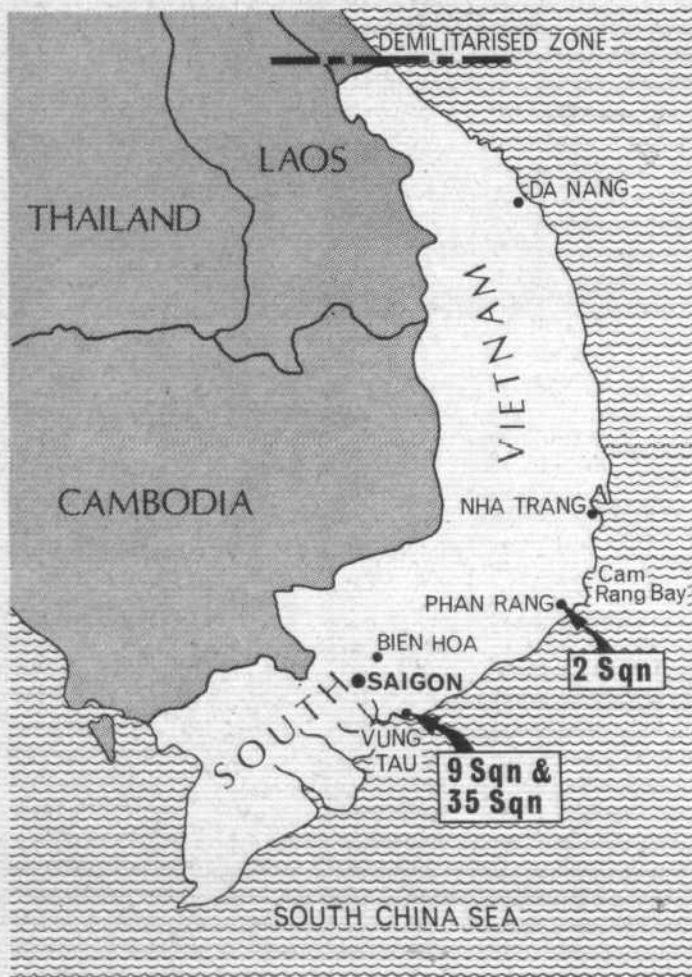 DEMILITARISED ZONE
LAOS
THAILAND
DA NANG
VIETNAM
CAMBODIA
NHA TRANG
Cam
Rang Bay
PHAN RANG
BIEN HOA
2 Sqn
SAIGON
SOUTH
VUNG
TAU
9 Sqn &
35 Sqn
SOUTH CHINA SEA